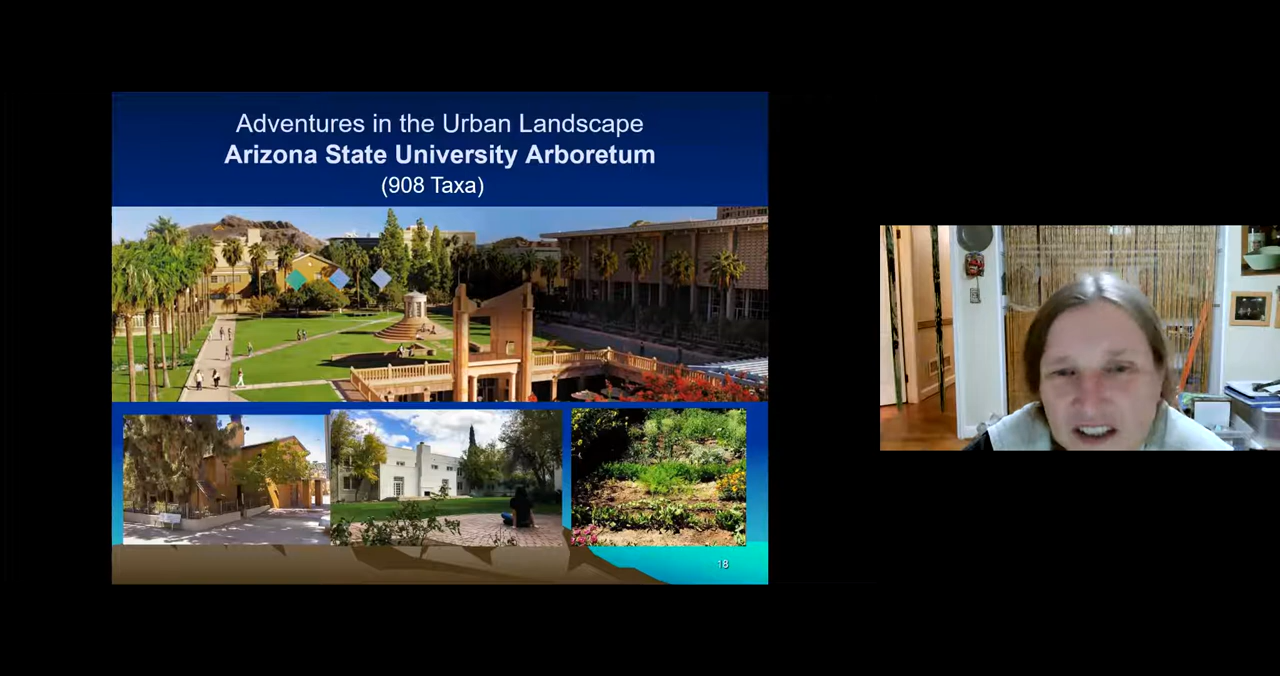 Adventures in the Urban Landscape
Arizona State University Arboretum
(908 Taxa)
18